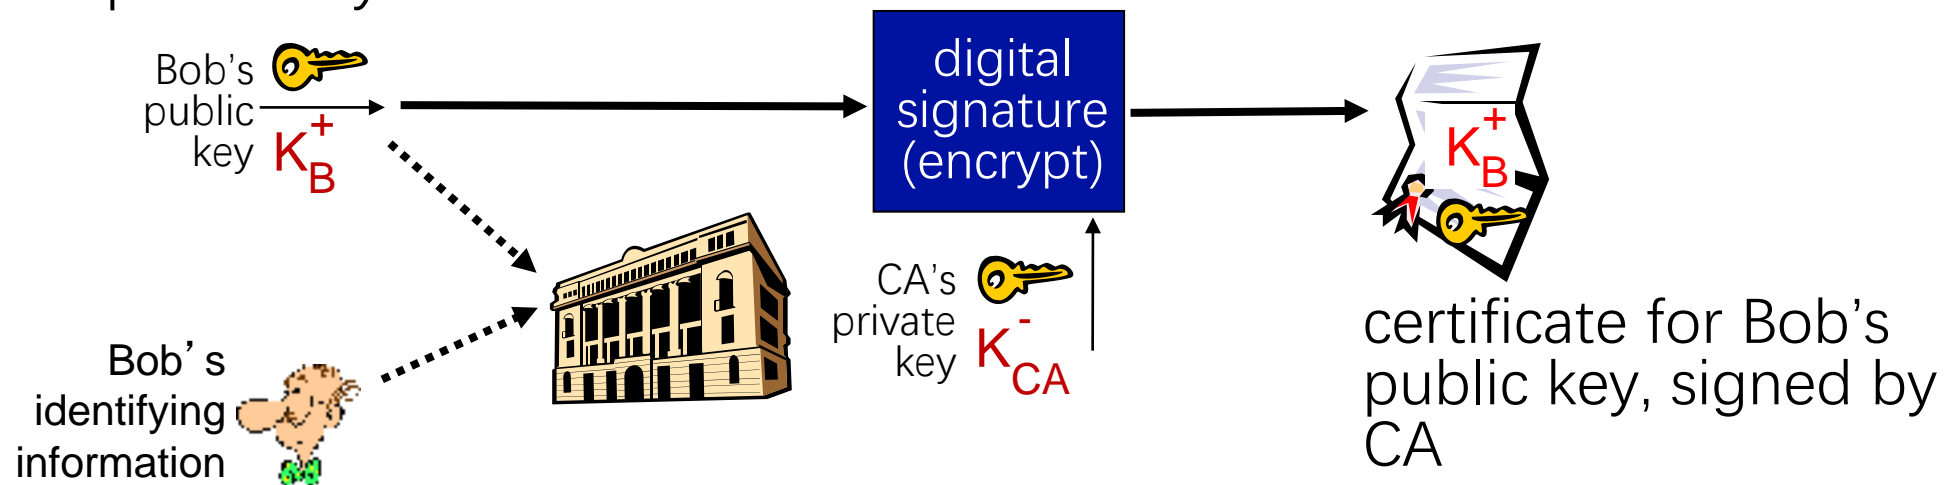 Bob's
public
key
K+B
digital
signature
(encrypt)
K+B
CA's
private
key
K-CA
Bob's
identifying
information
certificate for Bob's
public key, signed by
CA